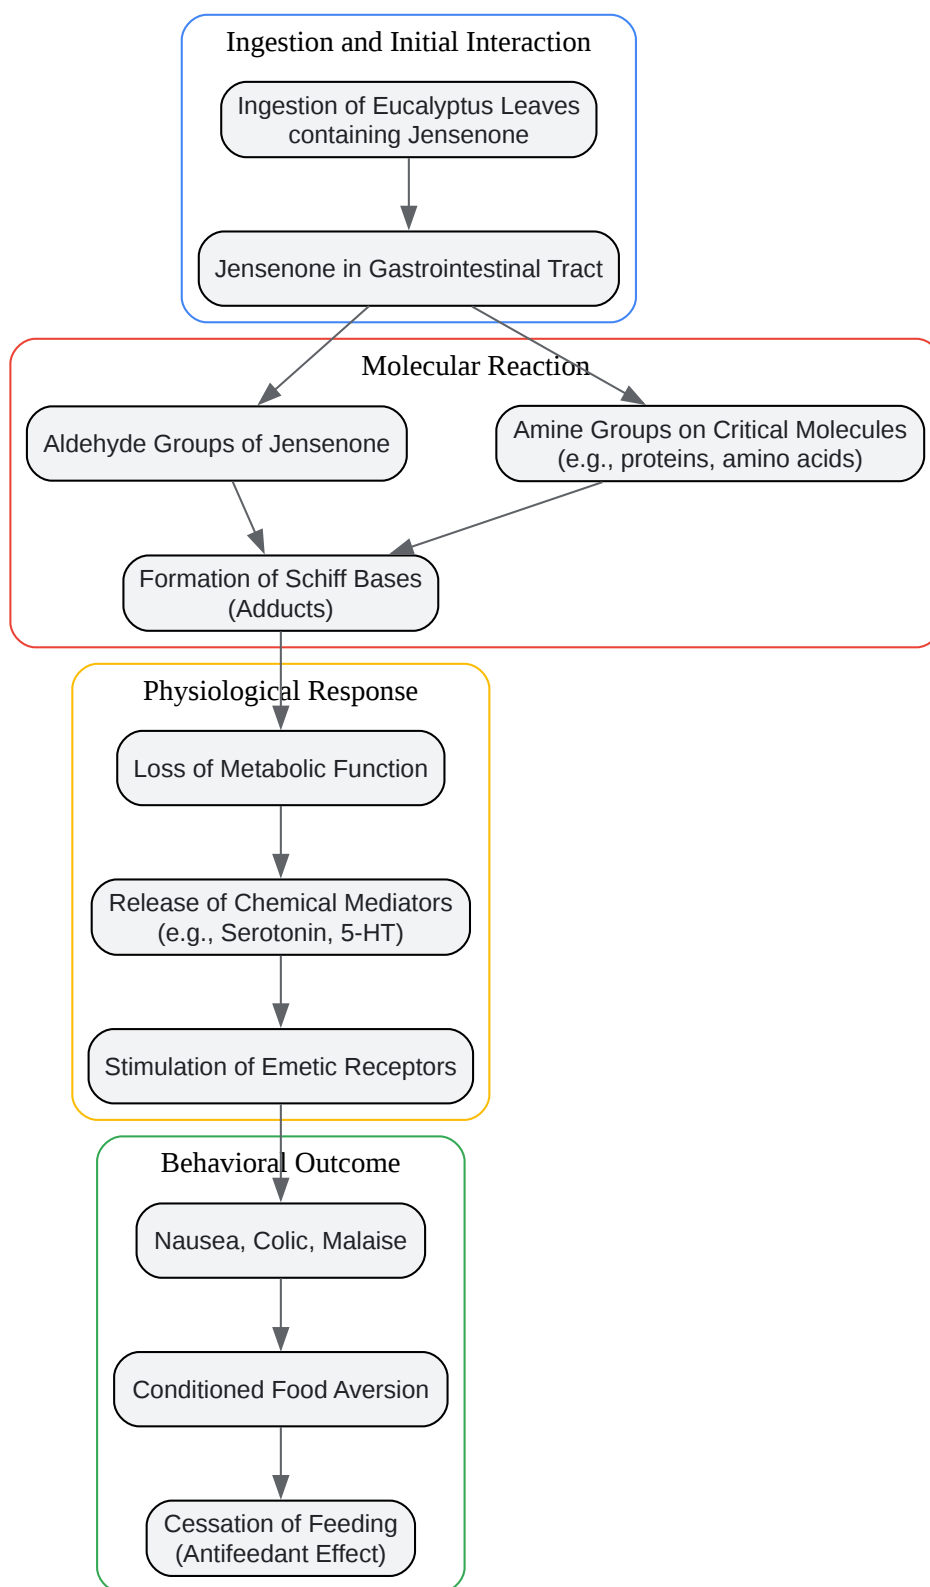 Ingestion and Initial Interaction
Ingestion of Eucalyptus Leaves
containing Jensenone
Jensenone in Gastrointestinal Tract
Molecular Reaction
Aldehyde Groups of Jensenone
Amine Groups on Critical Molecules
(e.g., proteins, amino acids)
Formation of Schiff Bases
(Adducts)
Physiological Response
Loss of Metabolic Function
Release of Chemical Mediators
(e.g., Serotonin, 5-HT)
Stimulation of Emetic Receptors
Behavioral Outcome
Nausea, Colic, Malaise
Conditioned Food Aversion
Cessation of Feeding
(Antifeedant Effect)